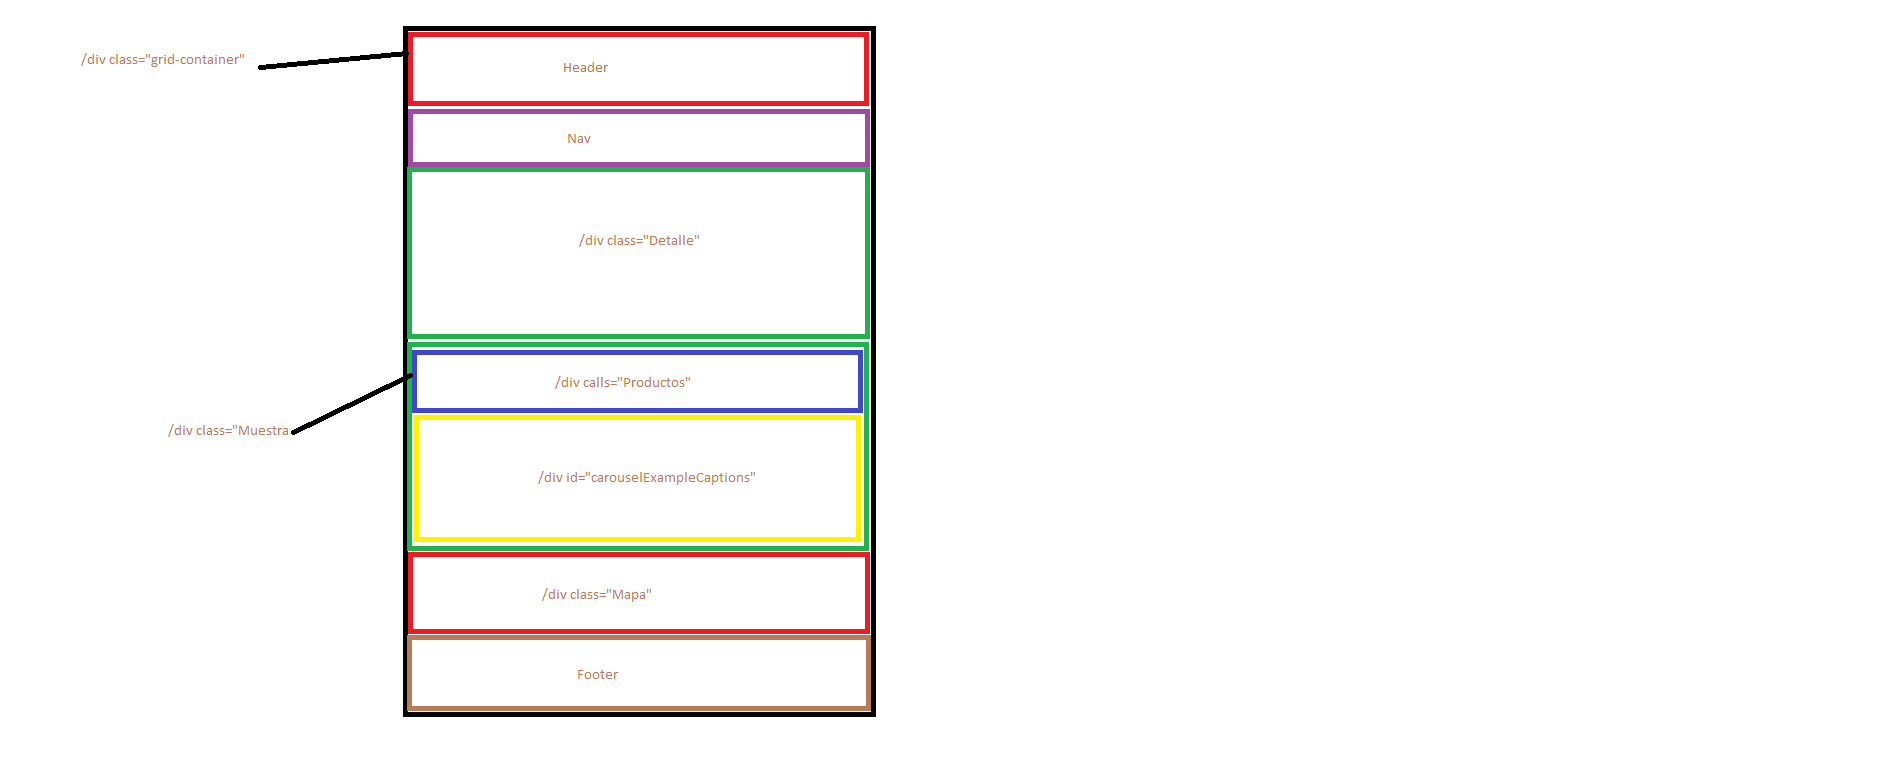 /div class="grid-container"
Header
Nav
/div class="Detalle"
/div calls="Productos"
/div class="Muestra
/div id="carouselExampleCaptions"
/div class="Mapa"
Footer